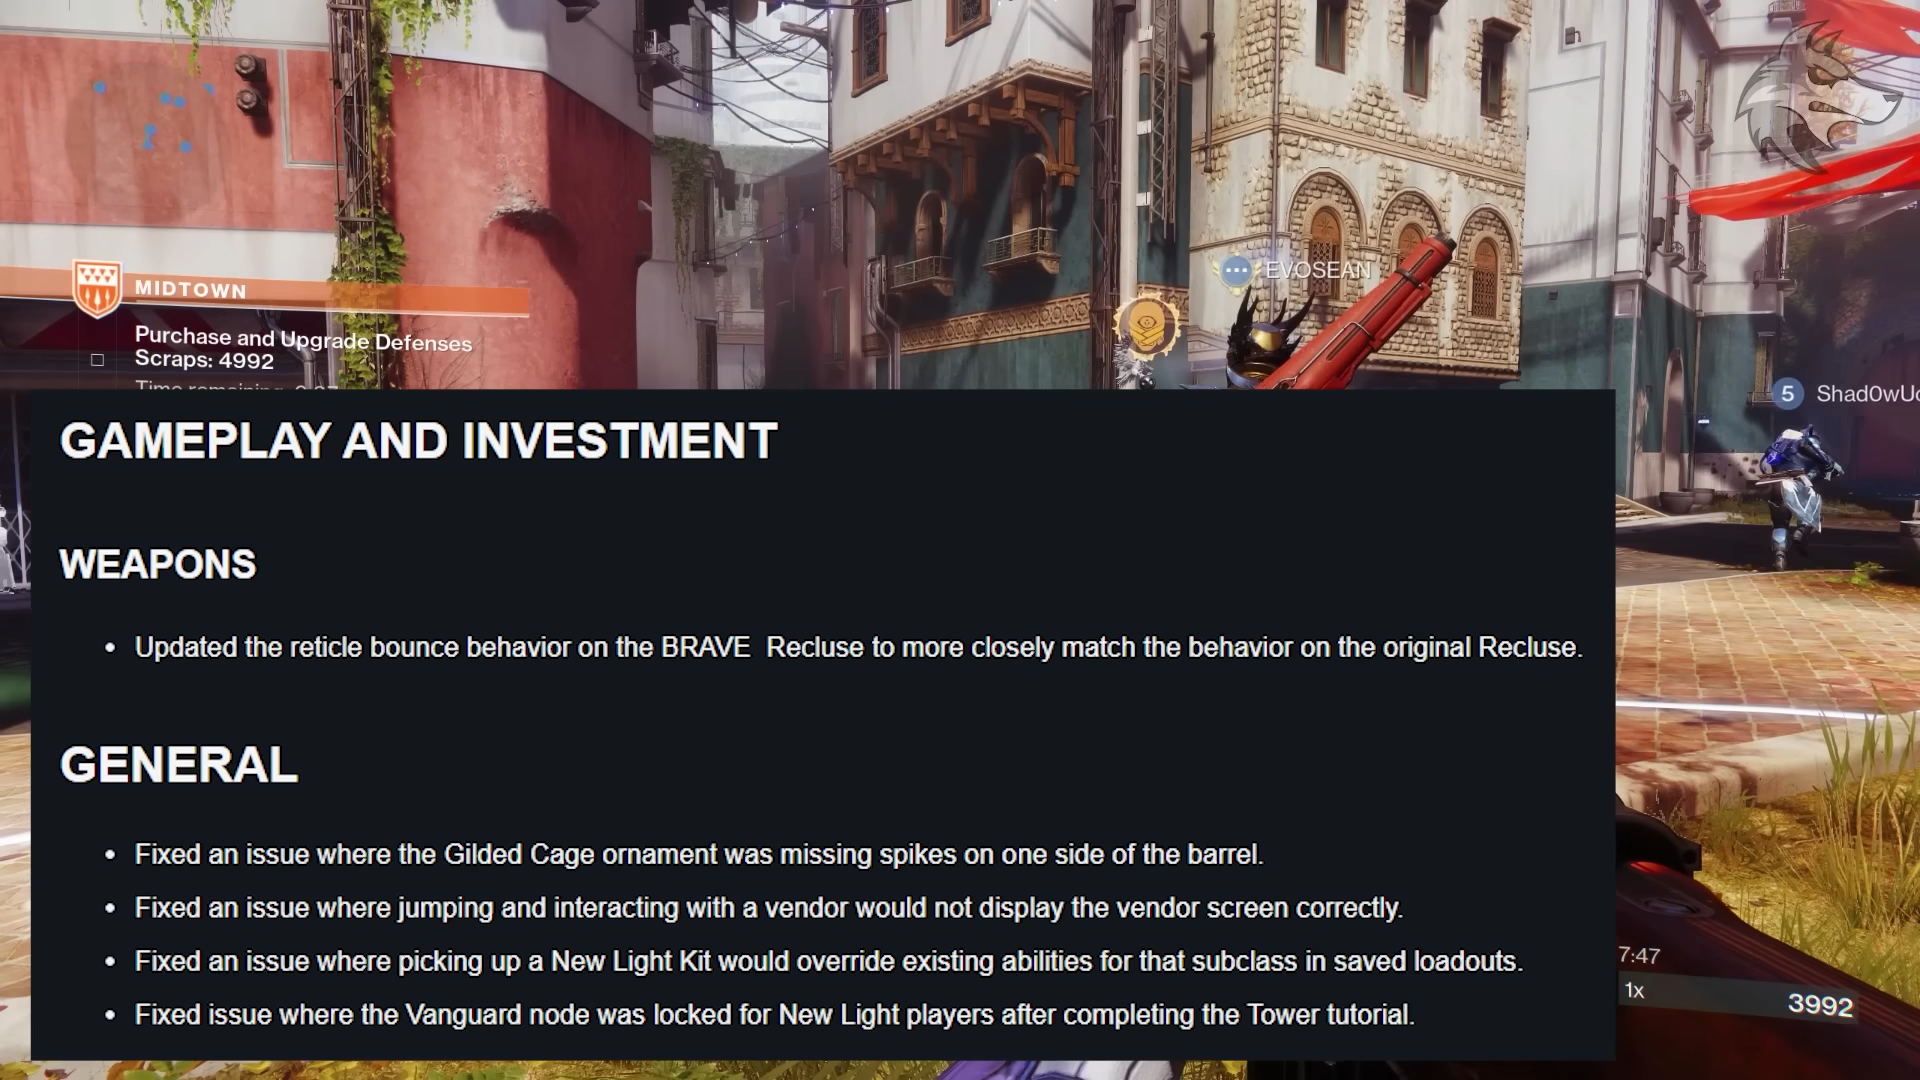 MIDTOWN
Purchase and Upgrade Defenses
Scraps: 4992
Time remaining
EVOSEAN
5
GAMEPLAY AND INVESTMENT
WEAPONS
• Updated the reticle bounce behavior on the BRAVE  Recluse to more closely match the behavior on the original Recluse.
GENERAL
• Fixed an issue where the Gilded Cage ornament was missing spikes on one side of the barrel.
• Fixed an issue where jumping and interacting with a vendor would not display the vendor screen correctly.
• Fixed an issue where picking up a New Light Kit would override existing abilities for that subclass in saved loadouts.
• Fixed issue where the Vanguard node was locked for New Light players after completing the Tower tutorial.
7:47
1x
3992